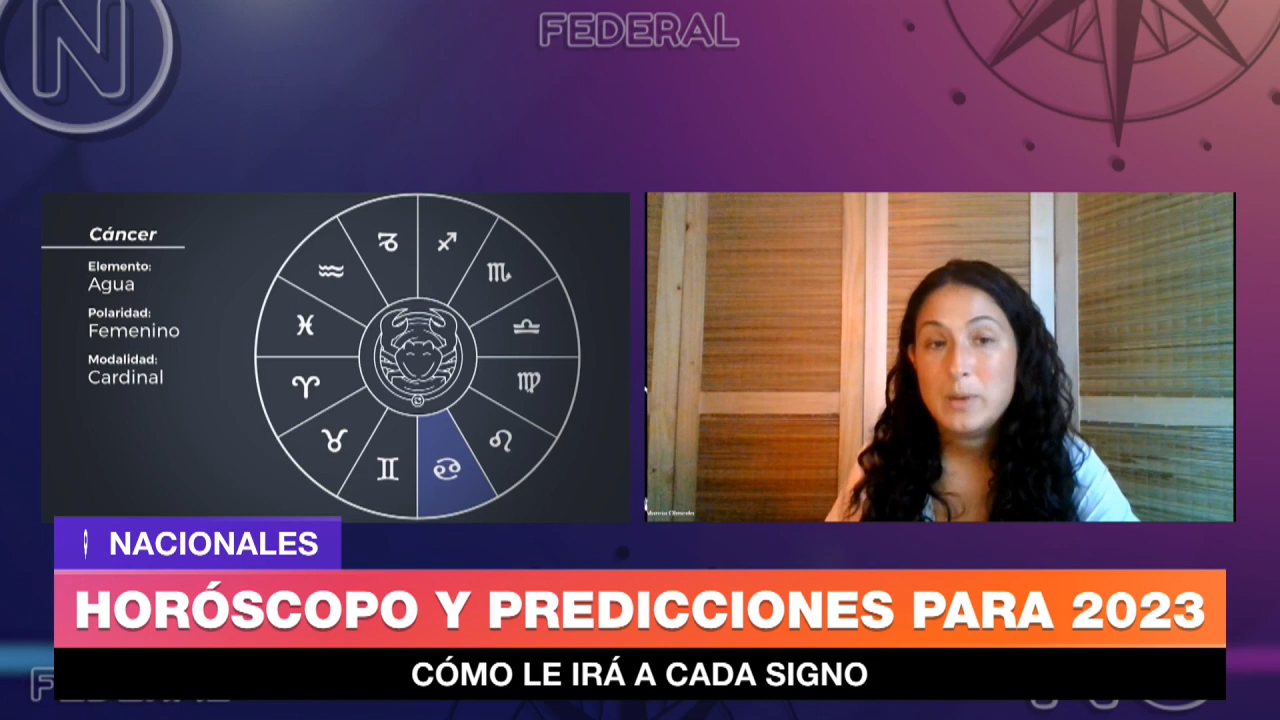 N
FEDERAL
Cáncer
Elemento:
Agua
Polaridad:
Femenino
Modalidad:
Cardinal
NACIONALES
HORÓSCOPO Y PREDICCIONES PARA 2023
CÓMO LE IRÁ A CADA SIGNO